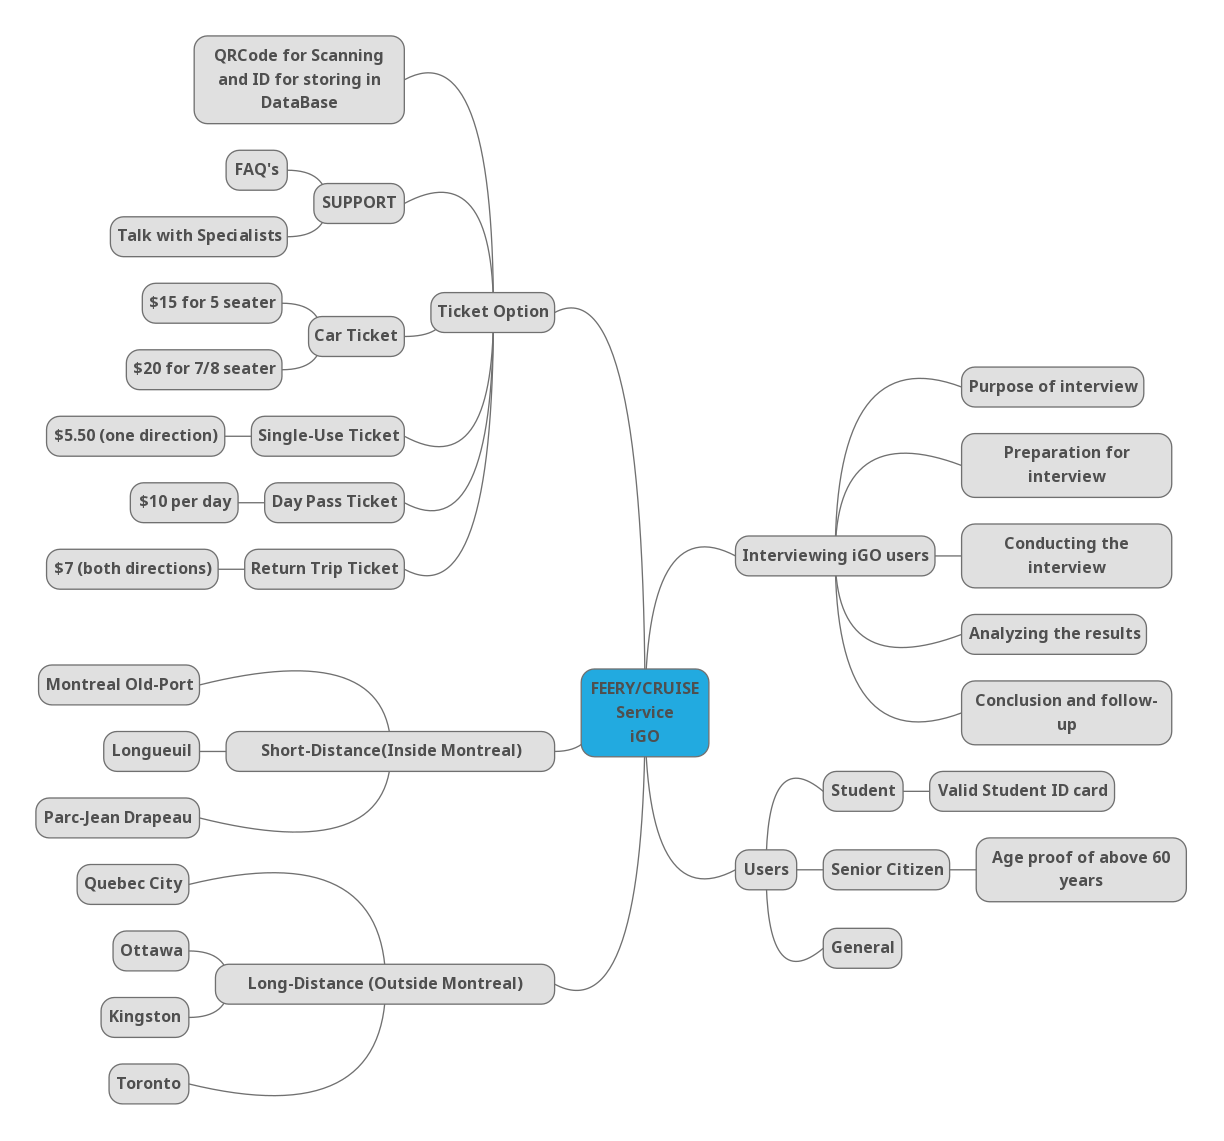 QRCode for Scanning
and ID for storing in
DataBase
FAQ's
SUPPORT
Talk with Specialists
$15 for 5 seater
Ticket Option
Car Ticket
$20 for 7/8 seater
$5.50 (one direction)
Single-Use Ticket
$10 per day
Day Pass Ticket
$7 (both directions)
Return Trip Ticket
Montreal Old-Port
Longueuil
Short-Distance(Inside Montreal)
Parc-Jean Drapeau
Quebec City
Ottawa
Long-Distance (Outside Montreal)
Kingston
Toronto
FEERY/CRUISE
Service
iGO
Purpose of interview
Preparation for
interview
Interviewing iGO users
Conducting the
interview
Analyzing the results
Conclusion and follow-
up
Student
Valid Student ID card
Users
Senior Citizen
Age proof of above 60
years
General